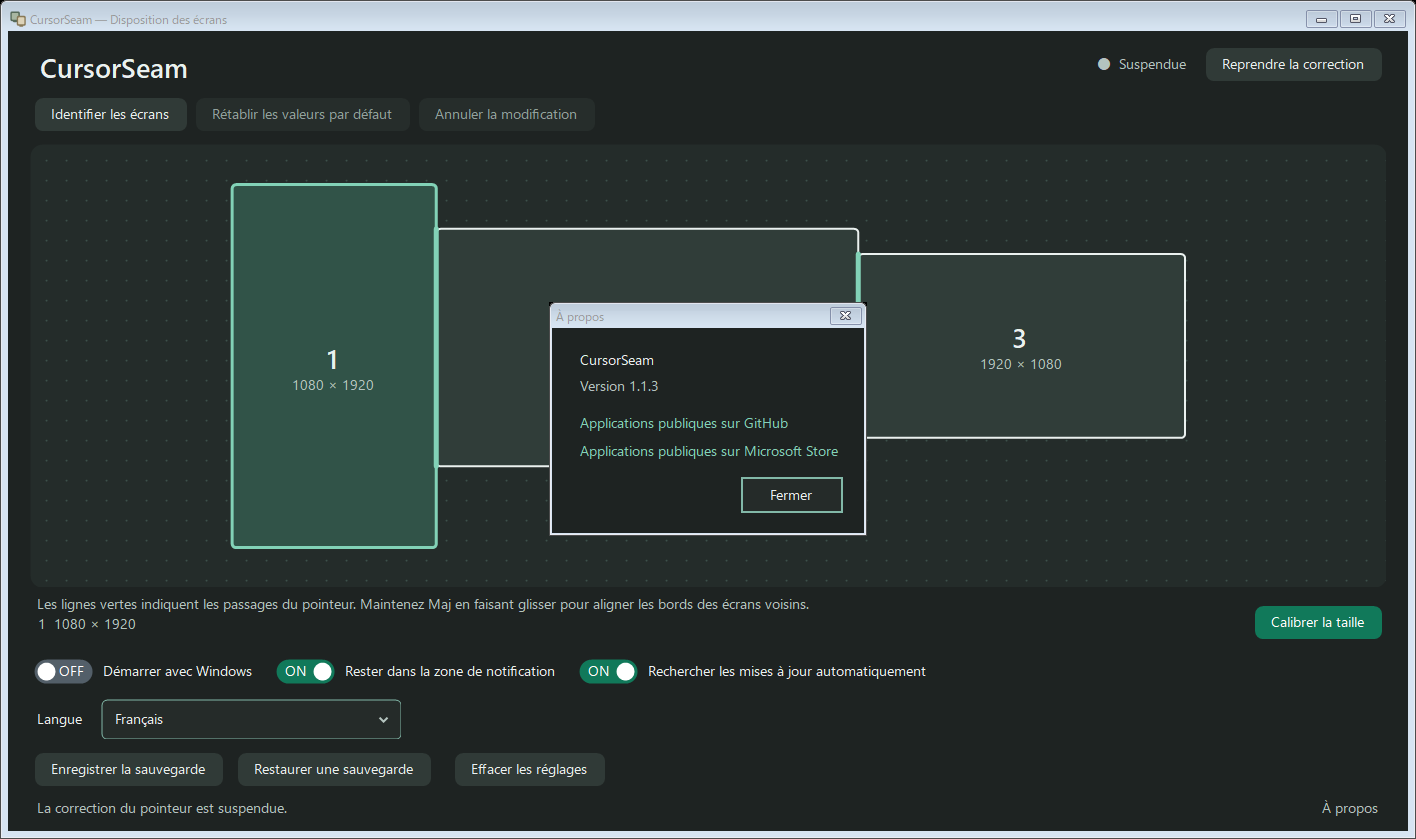 CursorSeam — Disposition des écrans
CursorSeam
Suspendue
Reprendre la correction
Identifier les écrans
Rétablir les valeurs par défaut
Annuler la modification
1
1080 × 1920
3
1920 × 1080
À propos
CursorSeam
Version 1.1.3
Applications publiques sur GitHub
Applications publiques sur Microsoft Store
Fermer
Les lignes vertes indiquent les passages du pointeur. Maintenez Maj en faisant glisser pour aligner les bords des écrans voisins.
1 1080 × 1920
Calibrer la taille
OFF Démarrer avec Windows
ON Rester dans la zone de notification
ON Rechercher les mises à jour automatiquement
Langue
Français
Enregistrer la sauvegarde
Restaurer une sauvegarde
Effacer les réglages
La correction du pointeur est suspendue.
À propos